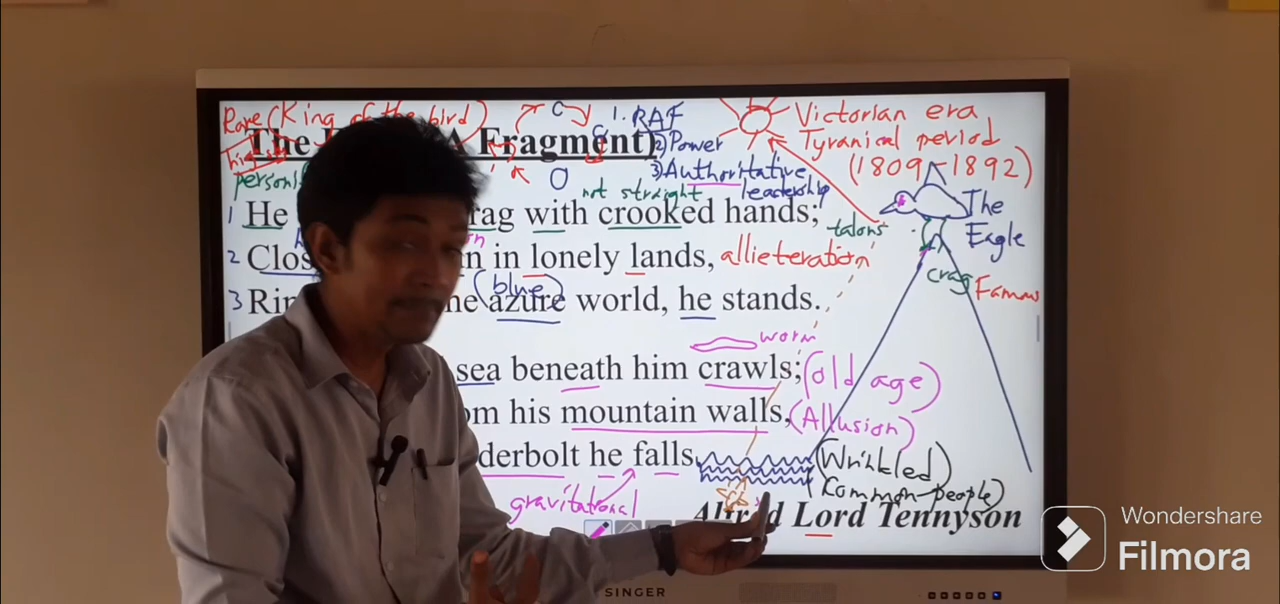 Rare (King of the bird) C 1. RAF Victorian era
The Fragment) 2) Power Tyranical period
3) Authoritative (1809-1892)
not straight leadership
1 He rag with crooked hands; talons The
2 Clos n in lonely lands, allieteration Eagle
(blue) crag Famous
3 Rin he azure world, he stands.
worm
sea beneath him crawls; (old age)
om his mountain walls, (Allusion)
derbolt he falls (Wrinkled)
gravitational (Common-people)
Alfred Lord Tennyson
SINGER
Wondershare
Filmora